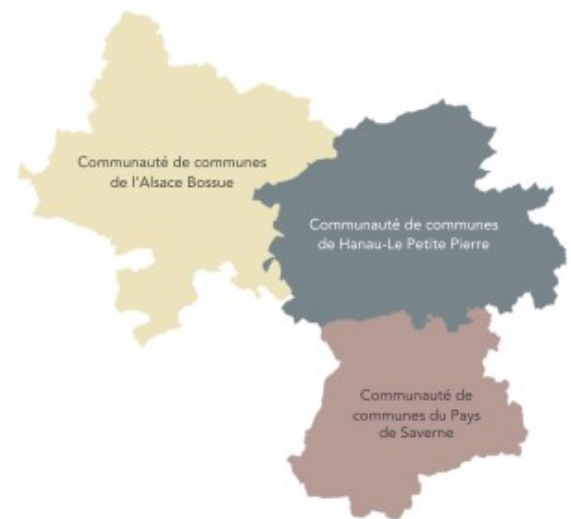 Communauté de communes
de l'Alsace Bossue
Communauté de communes
de Hanau-Le Petite Pierre
Communauté de
communes du Pays
de Saverne